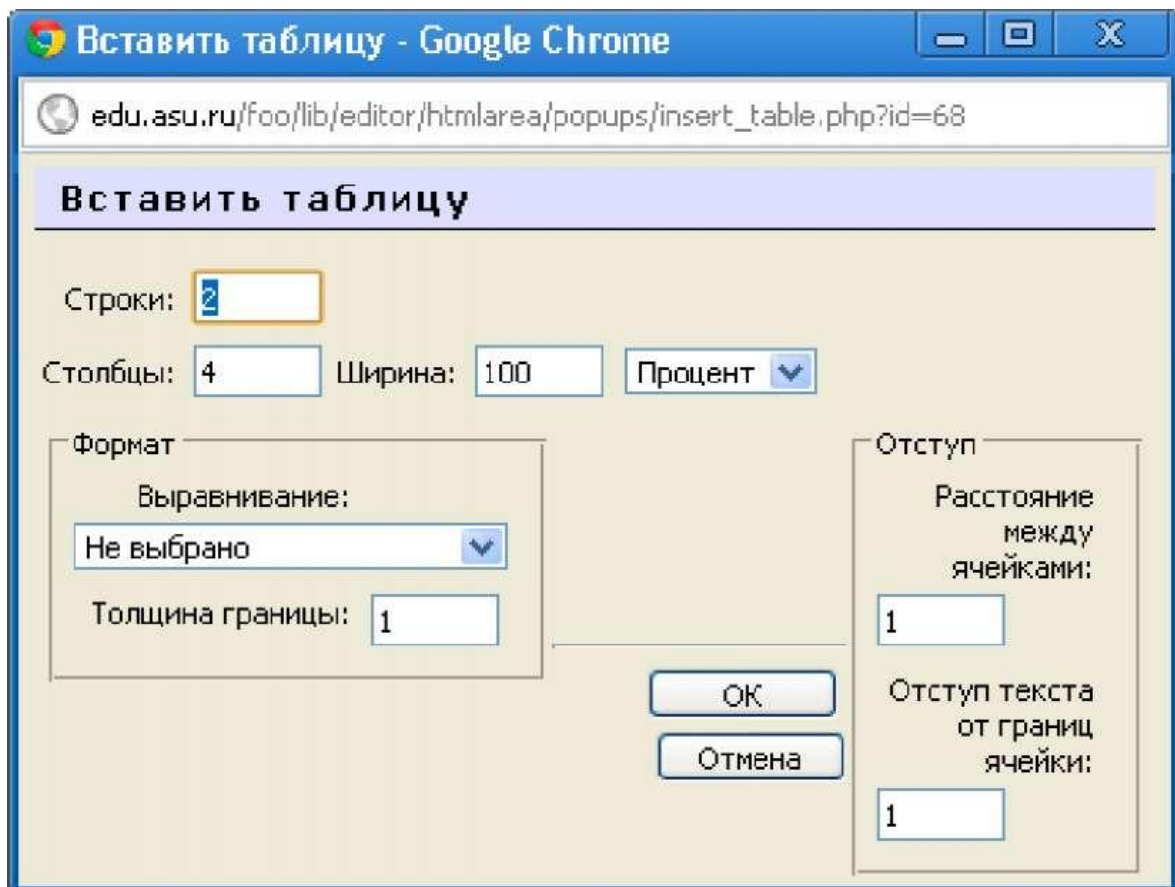 Вставить таблицу - Google Chrome
edu.asu.ru/foo/lib/editor/htmlarea/popups/insert_table.php?id=68
Вставить таблицу
Строки: 2
Столбцы: 4 Ширина: 100 Процент
Формат
Выравнивание:
Не выбрано
Толщина границы: 1
Отступ
Расстояние
между
ячейками:
1
Отступ текста
от границ
ячейки:
1
OK
Отмена